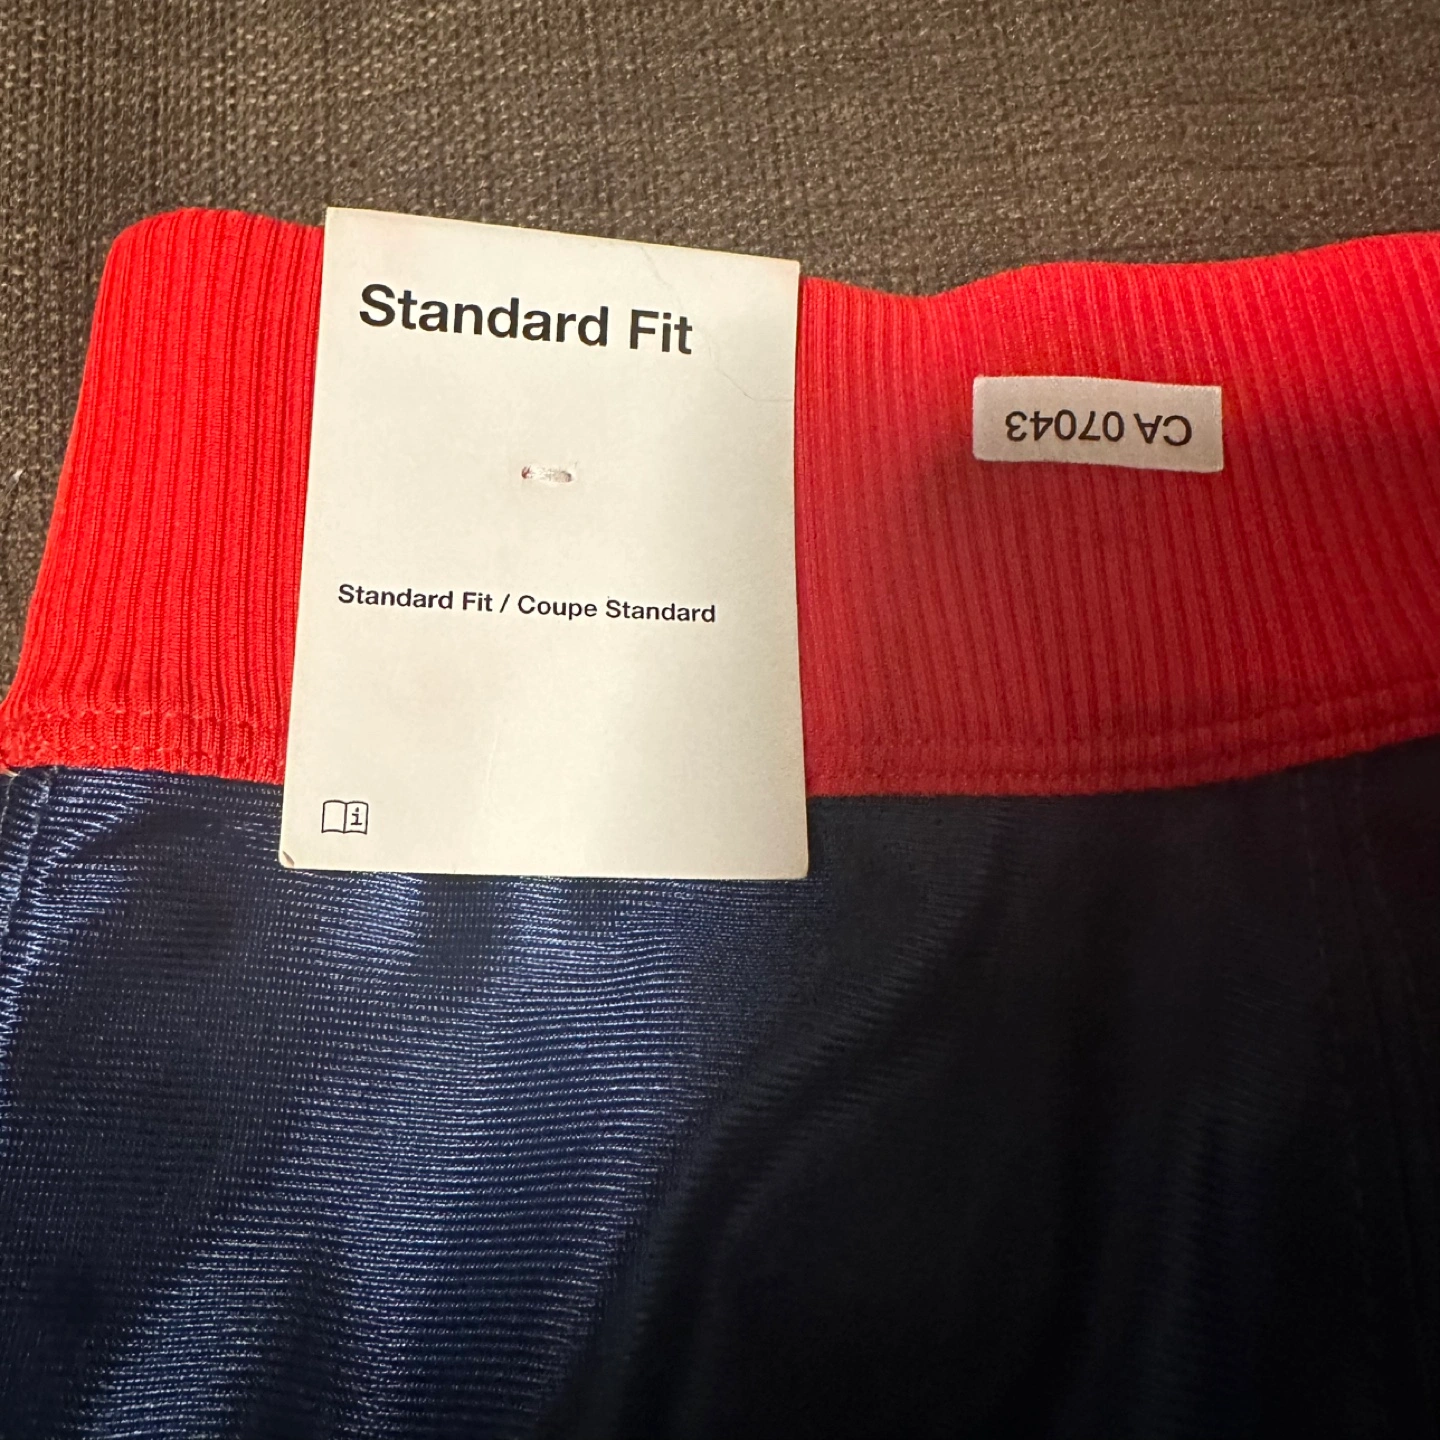 Standard Fit
CA 07043
Standard Fit / Coupe Standard
i